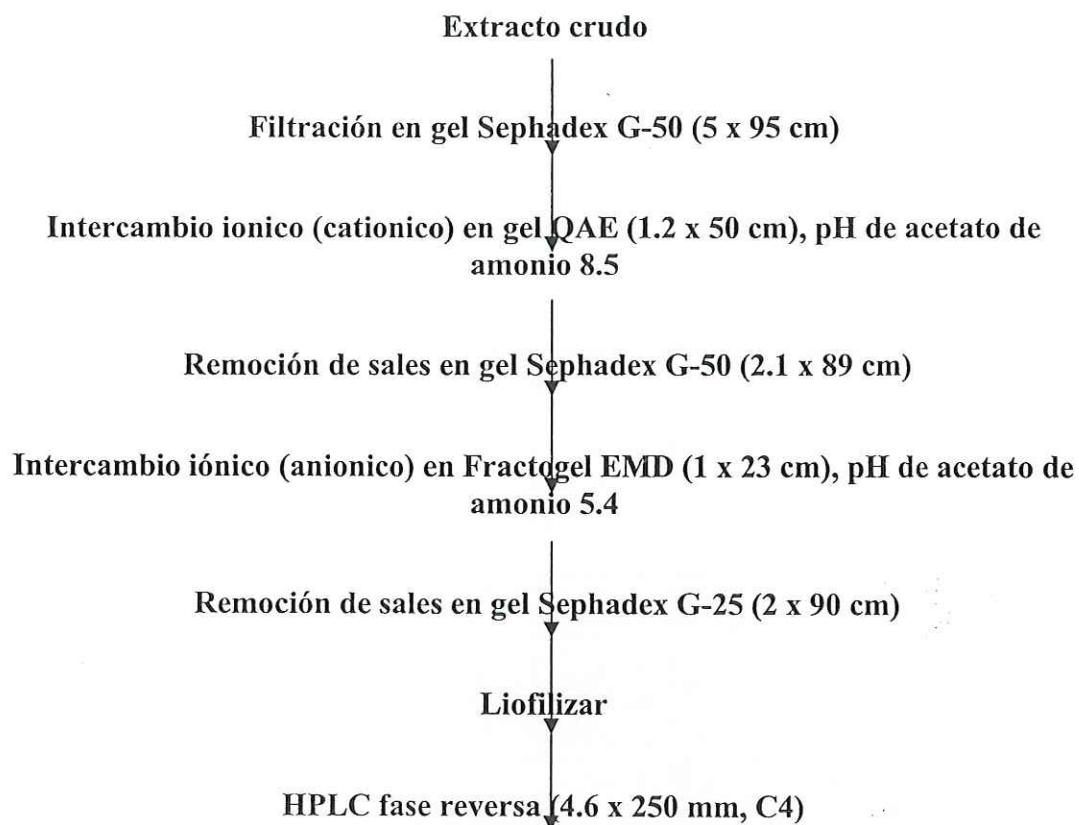 Extracto crudo
Filtración en gel Sephadex G-50 (5 x 95 cm)
Intercambio ionico (cationico) en gel QAE (1.2 x 50 cm), pH de acetato de
amonio 8.5
Remoción de sales en gel Sephadex G-50 (2.1 x 89 cm)
Intercambio iónico (anionico) en Fractogel EMD (1 x 23 cm), pH de acetato de
amonio 5.4
Remoción de sales en gel Sephadex G-25 (2 x 90 cm)
Liofilizar
HPLC fase reversa (4.6 x 250 mm, C4)